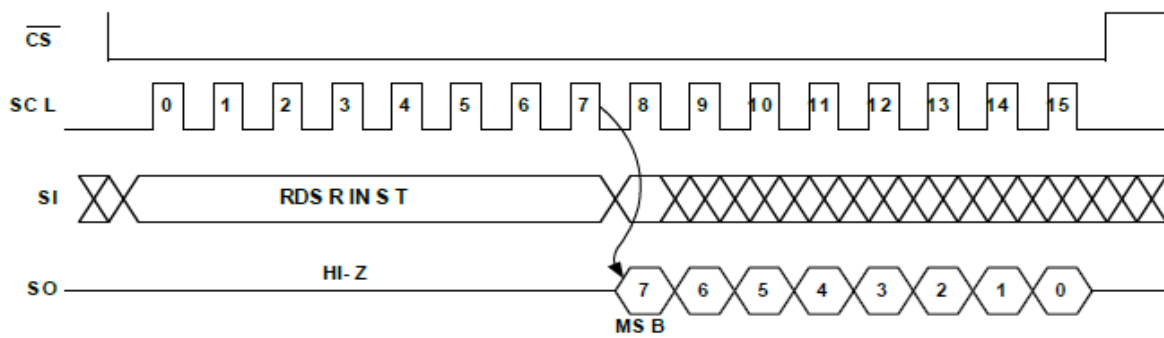 CS
SC L 0 1 2 3 4 5 6 7 8 9 10 11 12 13 14 15
SI RDS R IN S T
HI- Z
SO 7 6 5 4 3 2 1 0
MS B